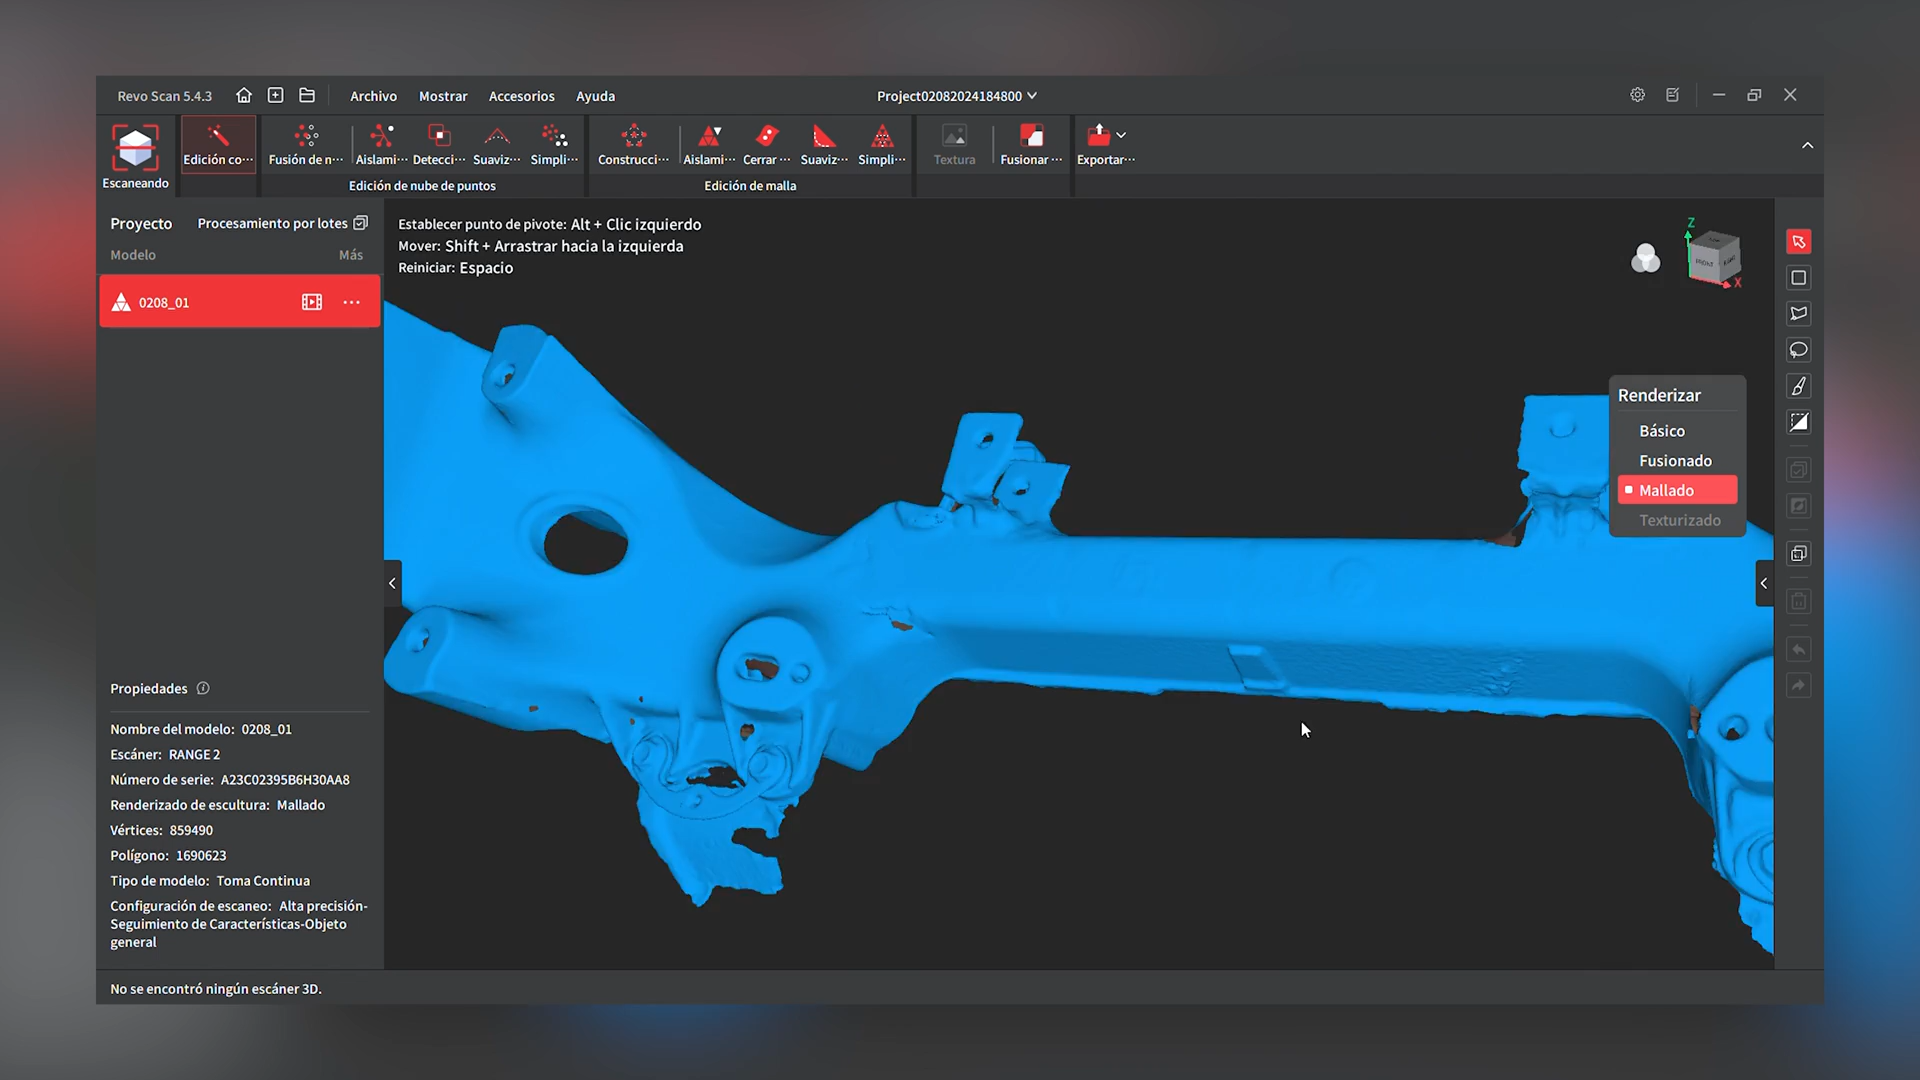 Revo Scan 5.4.3
Archivo
Mostrar
Accesorios
Ayuda
Project02082024184800
Escaneando
Edición co···
Fusión de n···
Aislami···
Detecci···
Suaviz···
Simpli···
Edición de nube de puntos
Construcci···
Aislami···
Cerrar ···
Suaviz···
Simpli···
Edición de malla
Textura
Fusionar ···
Exportar···
Proyecto
Procesamiento por lotes
Modelo
Más
0208_01
Establecer punto de pivote: Alt + Clic izquierdo
Mover: Shift + Arrastrar hacia la izquierda
Reiniciar: Espacio
Z
FRONT
X
Renderizar
Básico
Fusionado
Mallado
Texturizado
Propiedades
Nombre del modelo: 0208_01
Escáner: RANGE 2
Número de serie: A23C02395B6H30AA8
Renderizado de escultura: Mallado
Vértices: 859490
Polígono: 1690623
Tipo de modelo: Toma Continua
Configuración de escaneo: Alta precisión-
Seguimiento de Características-Objeto
general
No se encontró ningún escáner 3D.